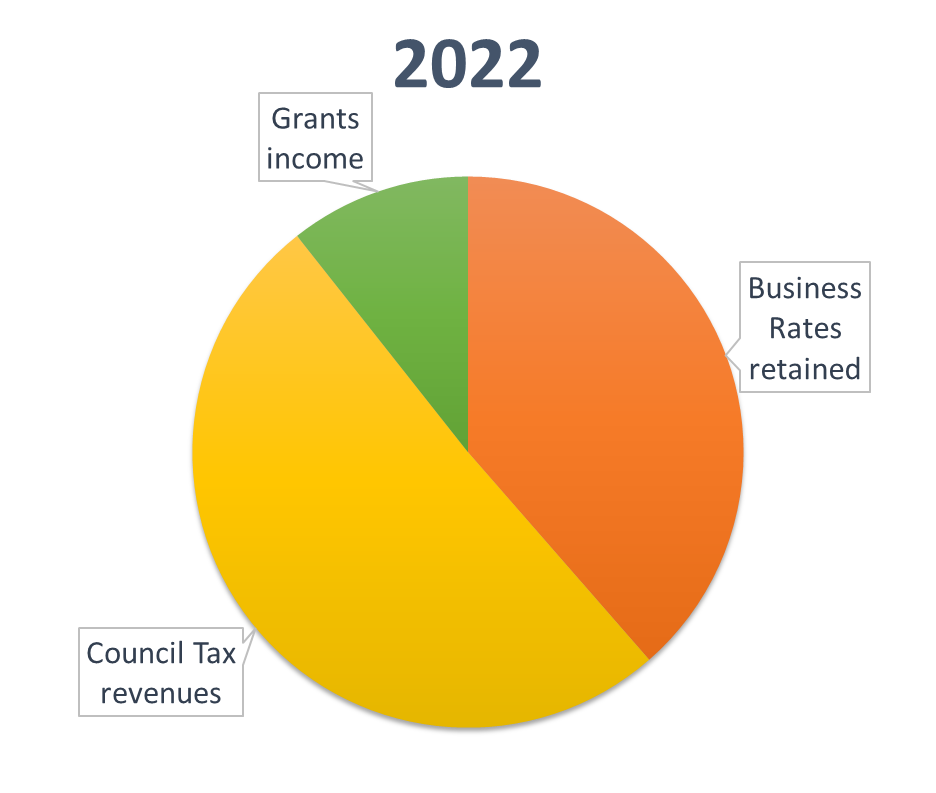 2022
Grants
income
Business
Rates
retained
Council Tax
revenues